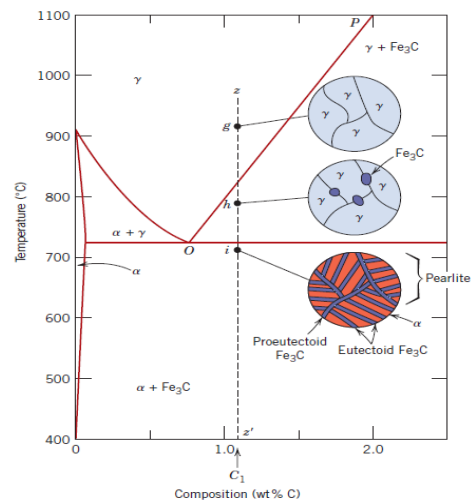 1100
P
γ + Fe3C
1000
γ
z
γ
γ
γ
900
g
Fe3C
γ
γ
800
h
γ
γ
α + γ
O
i
700
α
Pearlite
600
Proeutectoid
Fe3C
Eutectoid Fe3C
α
500
α + Fe3C
400
z'
0
1.0
2.0
C1
Composition (wt % C)
Temperature (°C)